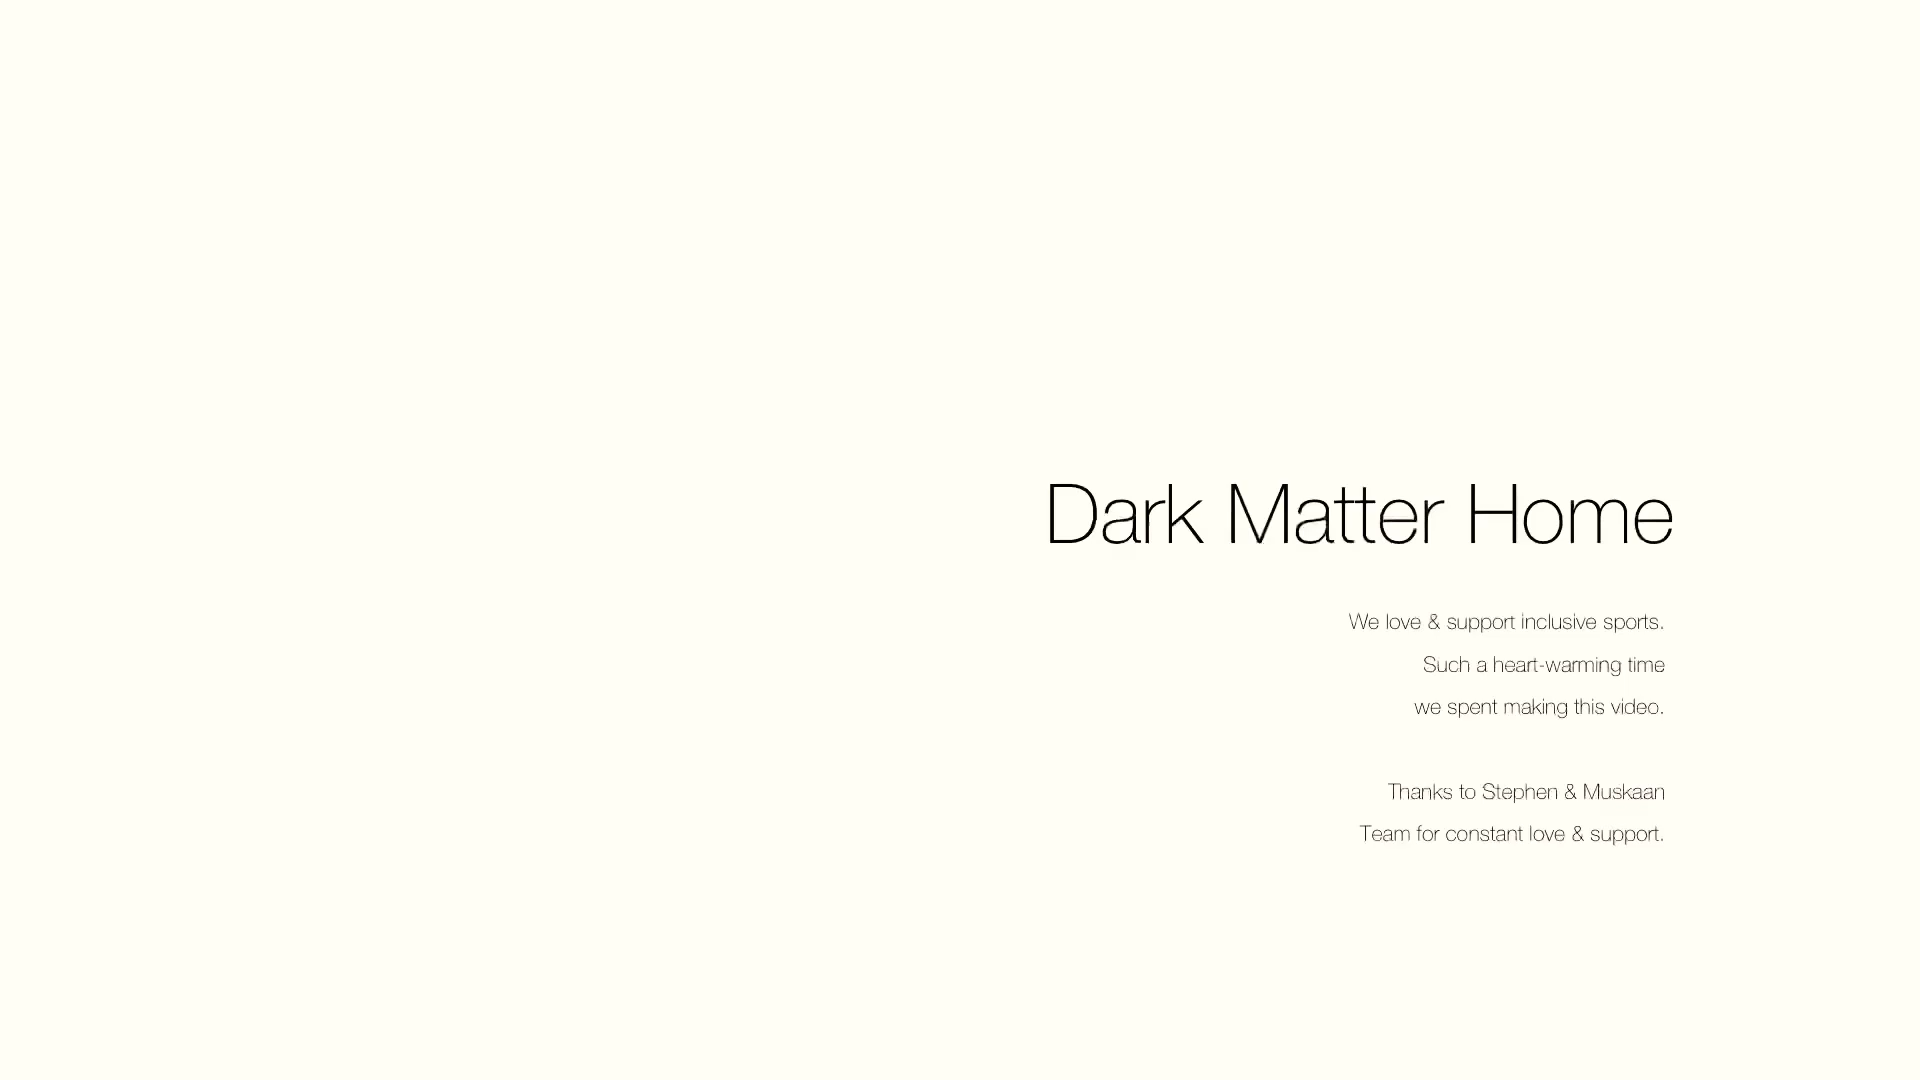 Dark Matter Home
We love & support inclusive sports.
Such a heart-warming time
we spent making this video.
Thanks to Stephen & Muskaan
Team for constant love & support.